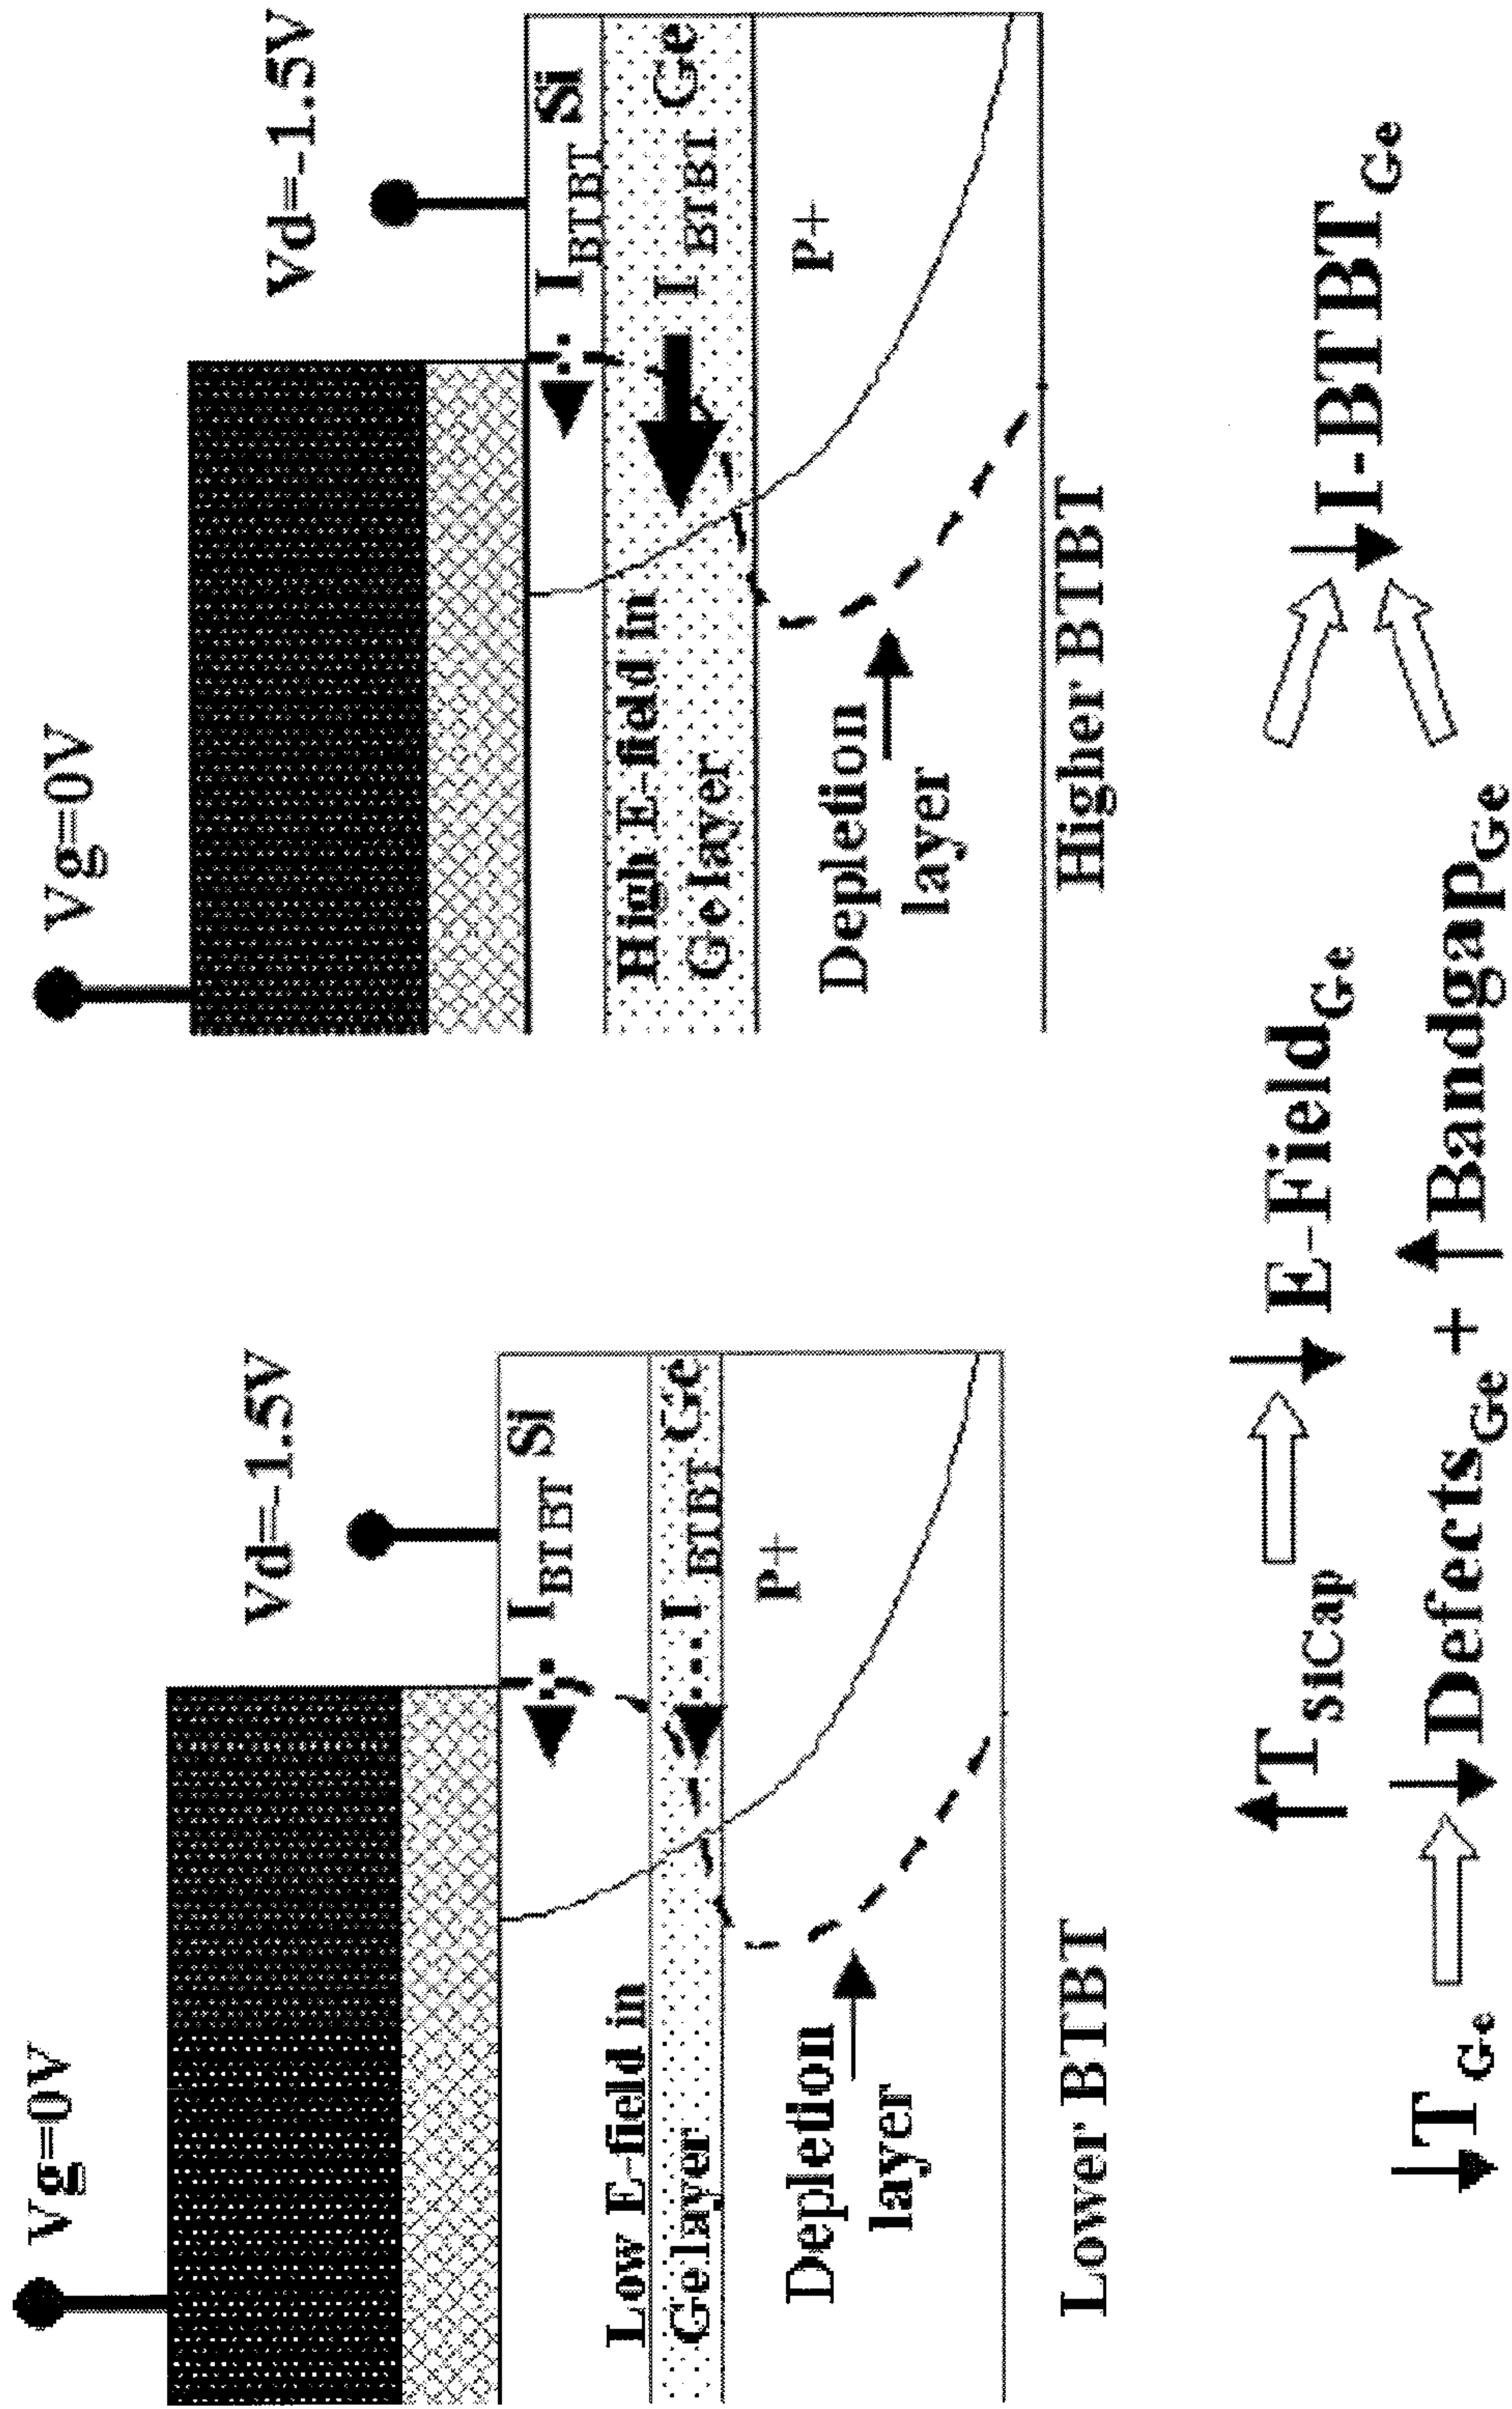 Vg=0V
Vd=-1.5V
I BTBT Si
Low E-field in
Ge layer
I BTBT Ge
P+
Depletion
layer
Lower BTBT
Vg=0V
Vd=-1.5V
I BTBT Si
High E-field in
Ge layer
I BTBT Ge
P+
Depletion
layer
Higher BTBT
↑T SiCap ⇒ ↓E-Field Ge
↓T Ge ⇒ ↓Defects Ge + ↑Bandgap Ge
↓I-BTBT Ge